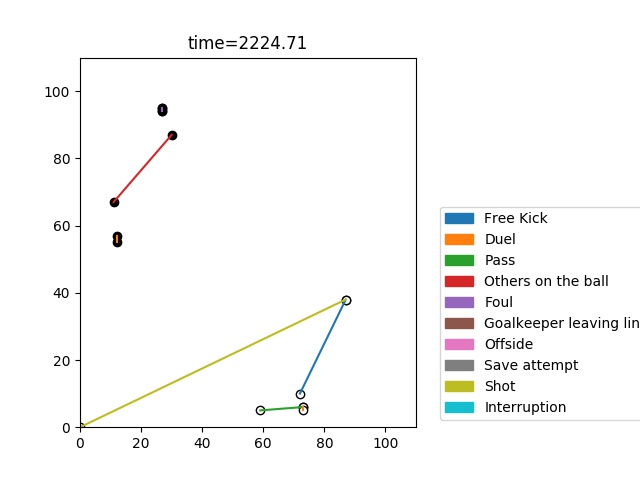 time=2224.71
100
80
60
40
20
0
0 20 40 60 80 100
Free Kick
Duel
Pass
Others on the ball
Foul
Goalkeeper leaving lin
Offside
Save attempt
Shot
Interruption